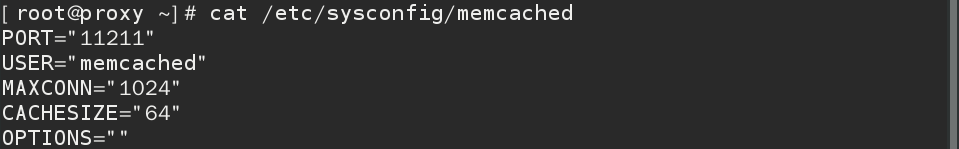 [root@proxy ~]# cat /etc/sysconfig/memcached
PORT="11211"
USER="memcached"
MAXCONN="1024"
CACHESIZE="64"
OPTIONS=""